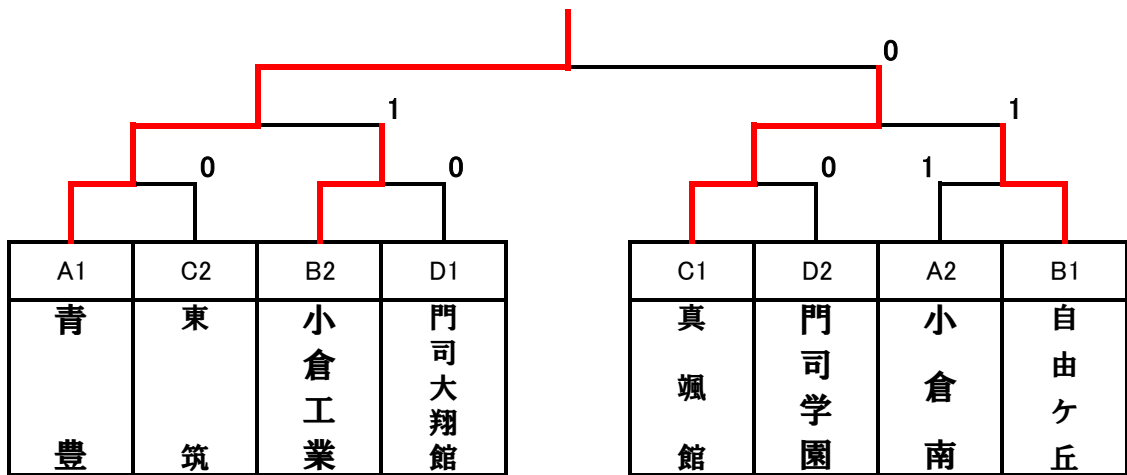 0
1
1
0
0
0
1
A1
C2
B2
D1
C1
D2
A2
B1
青豊
東筑
小倉工業
門司大翔館
真颯館
門司学園
小倉南
自由ケ丘